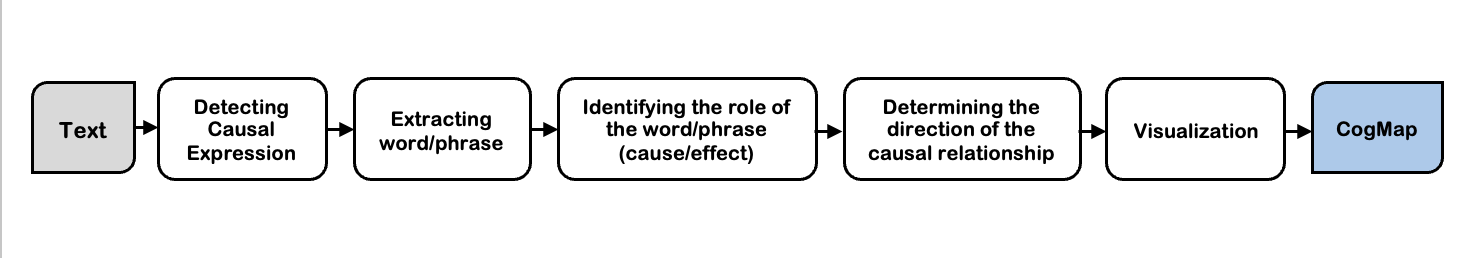 Text
Detecting
Causal
Expression
Extracting
word/phrase
Identifying the role of
the word/phrase
(cause/effect)
Determining the
direction of the
causal relationship
Visualization
CogMap